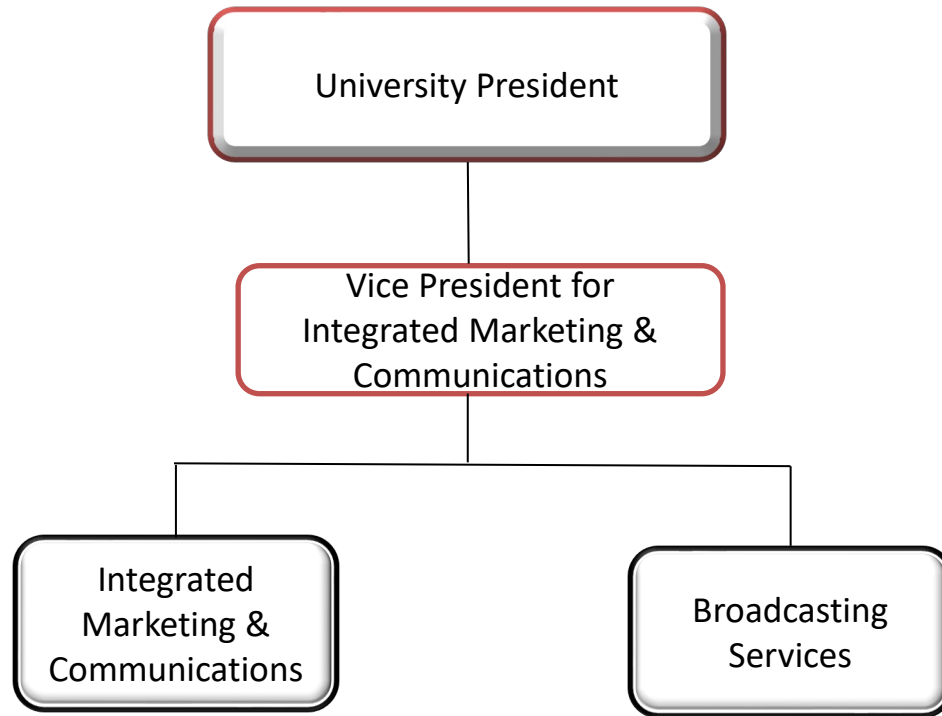 University President
Vice President for
Integrated Marketing &
Communications
Integrated
Marketing &
Communications
Broadcasting
Services